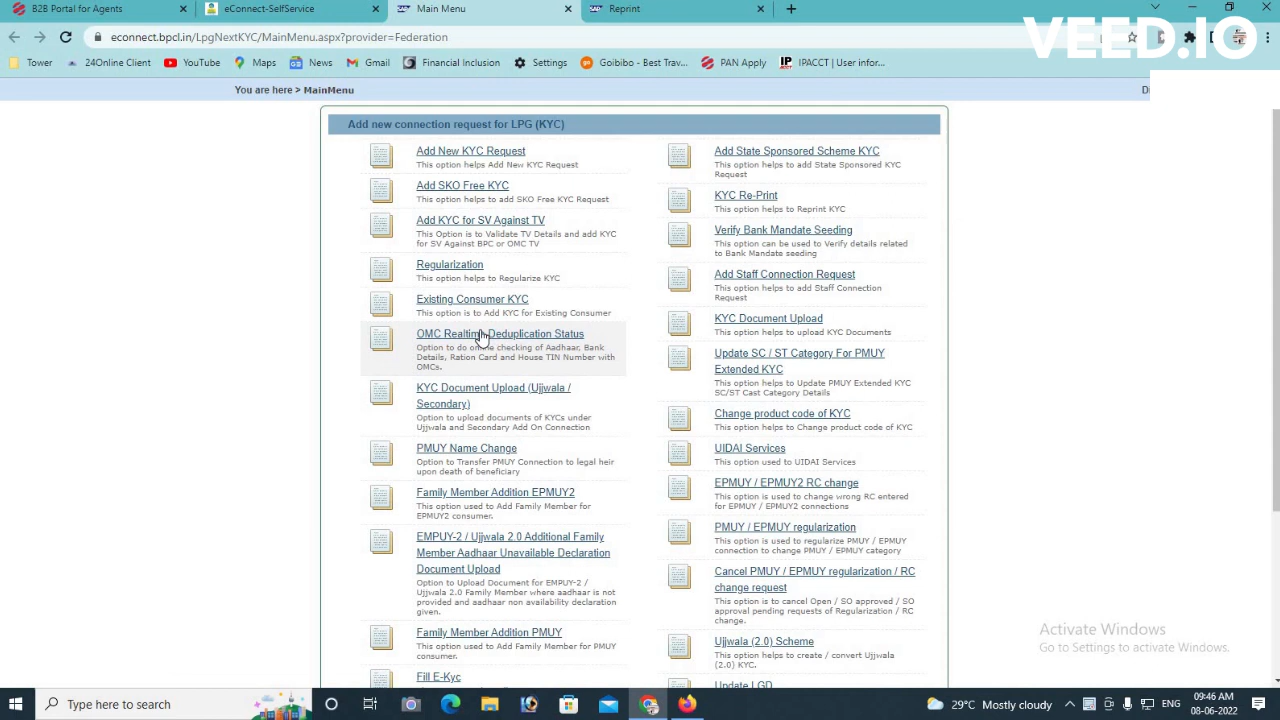 B2B Portal for Agents
eConnect-SelfService
Main Menu
Reprint
VEED.IO
econnect.bpcl.in/LpgNextKYC/MainMenu.aspx?provider=Federation
Tower
24Online Client
YouTube
Maps
News
Gmail
Financial Inclusion
Settings
Goibibo - Best Trav...
PAN Apply
IPACCT | User infor...
You are here > MainMenu
Add new connection request for LPG (KYC)
Add New KYC Request
This option helps Add New KYC Request
Add SKO Free KYC
This option helps to add SKO Free KYC Request
Add KYC for SV Against TV
This Option is to Validate TV Details and add KYC
for SV Against BPC or OMC TV
Regularization
This option helps to Regularize KYC
Existing Consumer KYC
This option is to Add KYC for Existing Consumer
OMC Realtime Deduplication Status
Option to do online checking of Aadhaar, Bank
Details, Ration Card and House TIN Number with
OMCs.
KYC Document Upload (Ujjwala /
Secondary)
Option to upload documents of KYCs under
Ujjwala and Secondary Add On Connection
PMUY Name Change
Option to Transfer PMUY Connection to legal heir
upon death of beneficiary
Family Member Addition EPMUY2
This option used to Add Family Member for
EPMUY2 consumer.
EMPUY-2 / Ujjwala 2.0 Additional Family
Member Aadhaar Unavailable Declaration
Document Upload
Option to Upload Document for EMPUY-2 /
Ujjwala 2.0 Family Member where aadhaar is not
provided and aadhaar non availability declaration
given.
Family Member Addition PMUY
This option used to Add Family Member for PMUY
consumer.
Fill E-Kyc
Add State Sponsored Scheme KYC
This option helps to add State Sponsored KYC
Request
KYC Re-Print
This option helps to Reprint KYC
Verify Bank Mandate Seeding
This option can be used to Verify details related
to Bank Mandate seeding
Add Staff Connection Request
This option helps to add Staff Connection
Request
KYC Document Upload
This option helps to upload KYC Documents
Update SC / ST Category For PMUY
Extended KYC
This option helps to Update PMUY Extended KYC
SC/ST Cast Category Details
Change product code of KYC
This option helps to Change product code of KYC
UIDAI Services
This option used to UIDAI Services
EPMUY / EPMUY2 RC change
This option is used to change wrong RC entered
for EPMUY / EPMUY2 connections
PMUY / EPMUY regularization
This option is used to regularize PMUY / EPMUY
connection to change PMUY / EPMUY category
Cancel PMUY / EPMUY regularization / RC
change request
This option is to cancel Open / SO approved / SO
approval pending requests of Regularization / RC
change.
Ujjwala (2.0) Scheme
This option helps to create / convert Ujjwala
(2.0) KYC.
Update LGD
Activate Windows
Go to Settings to activate Windows.
Type here to search
29°C Mostly cloudy
ENG
09:46 AM
08-06-2022